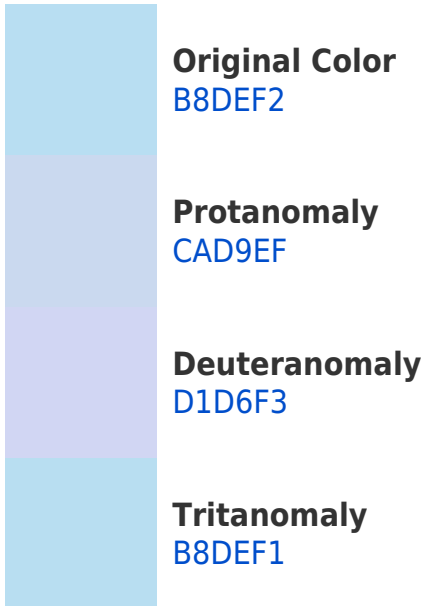 Original Color
B8DEF2
Protanomaly
CAD9EF
Deuteranomaly
D1D6F3
Tritanomaly
B8DEF1